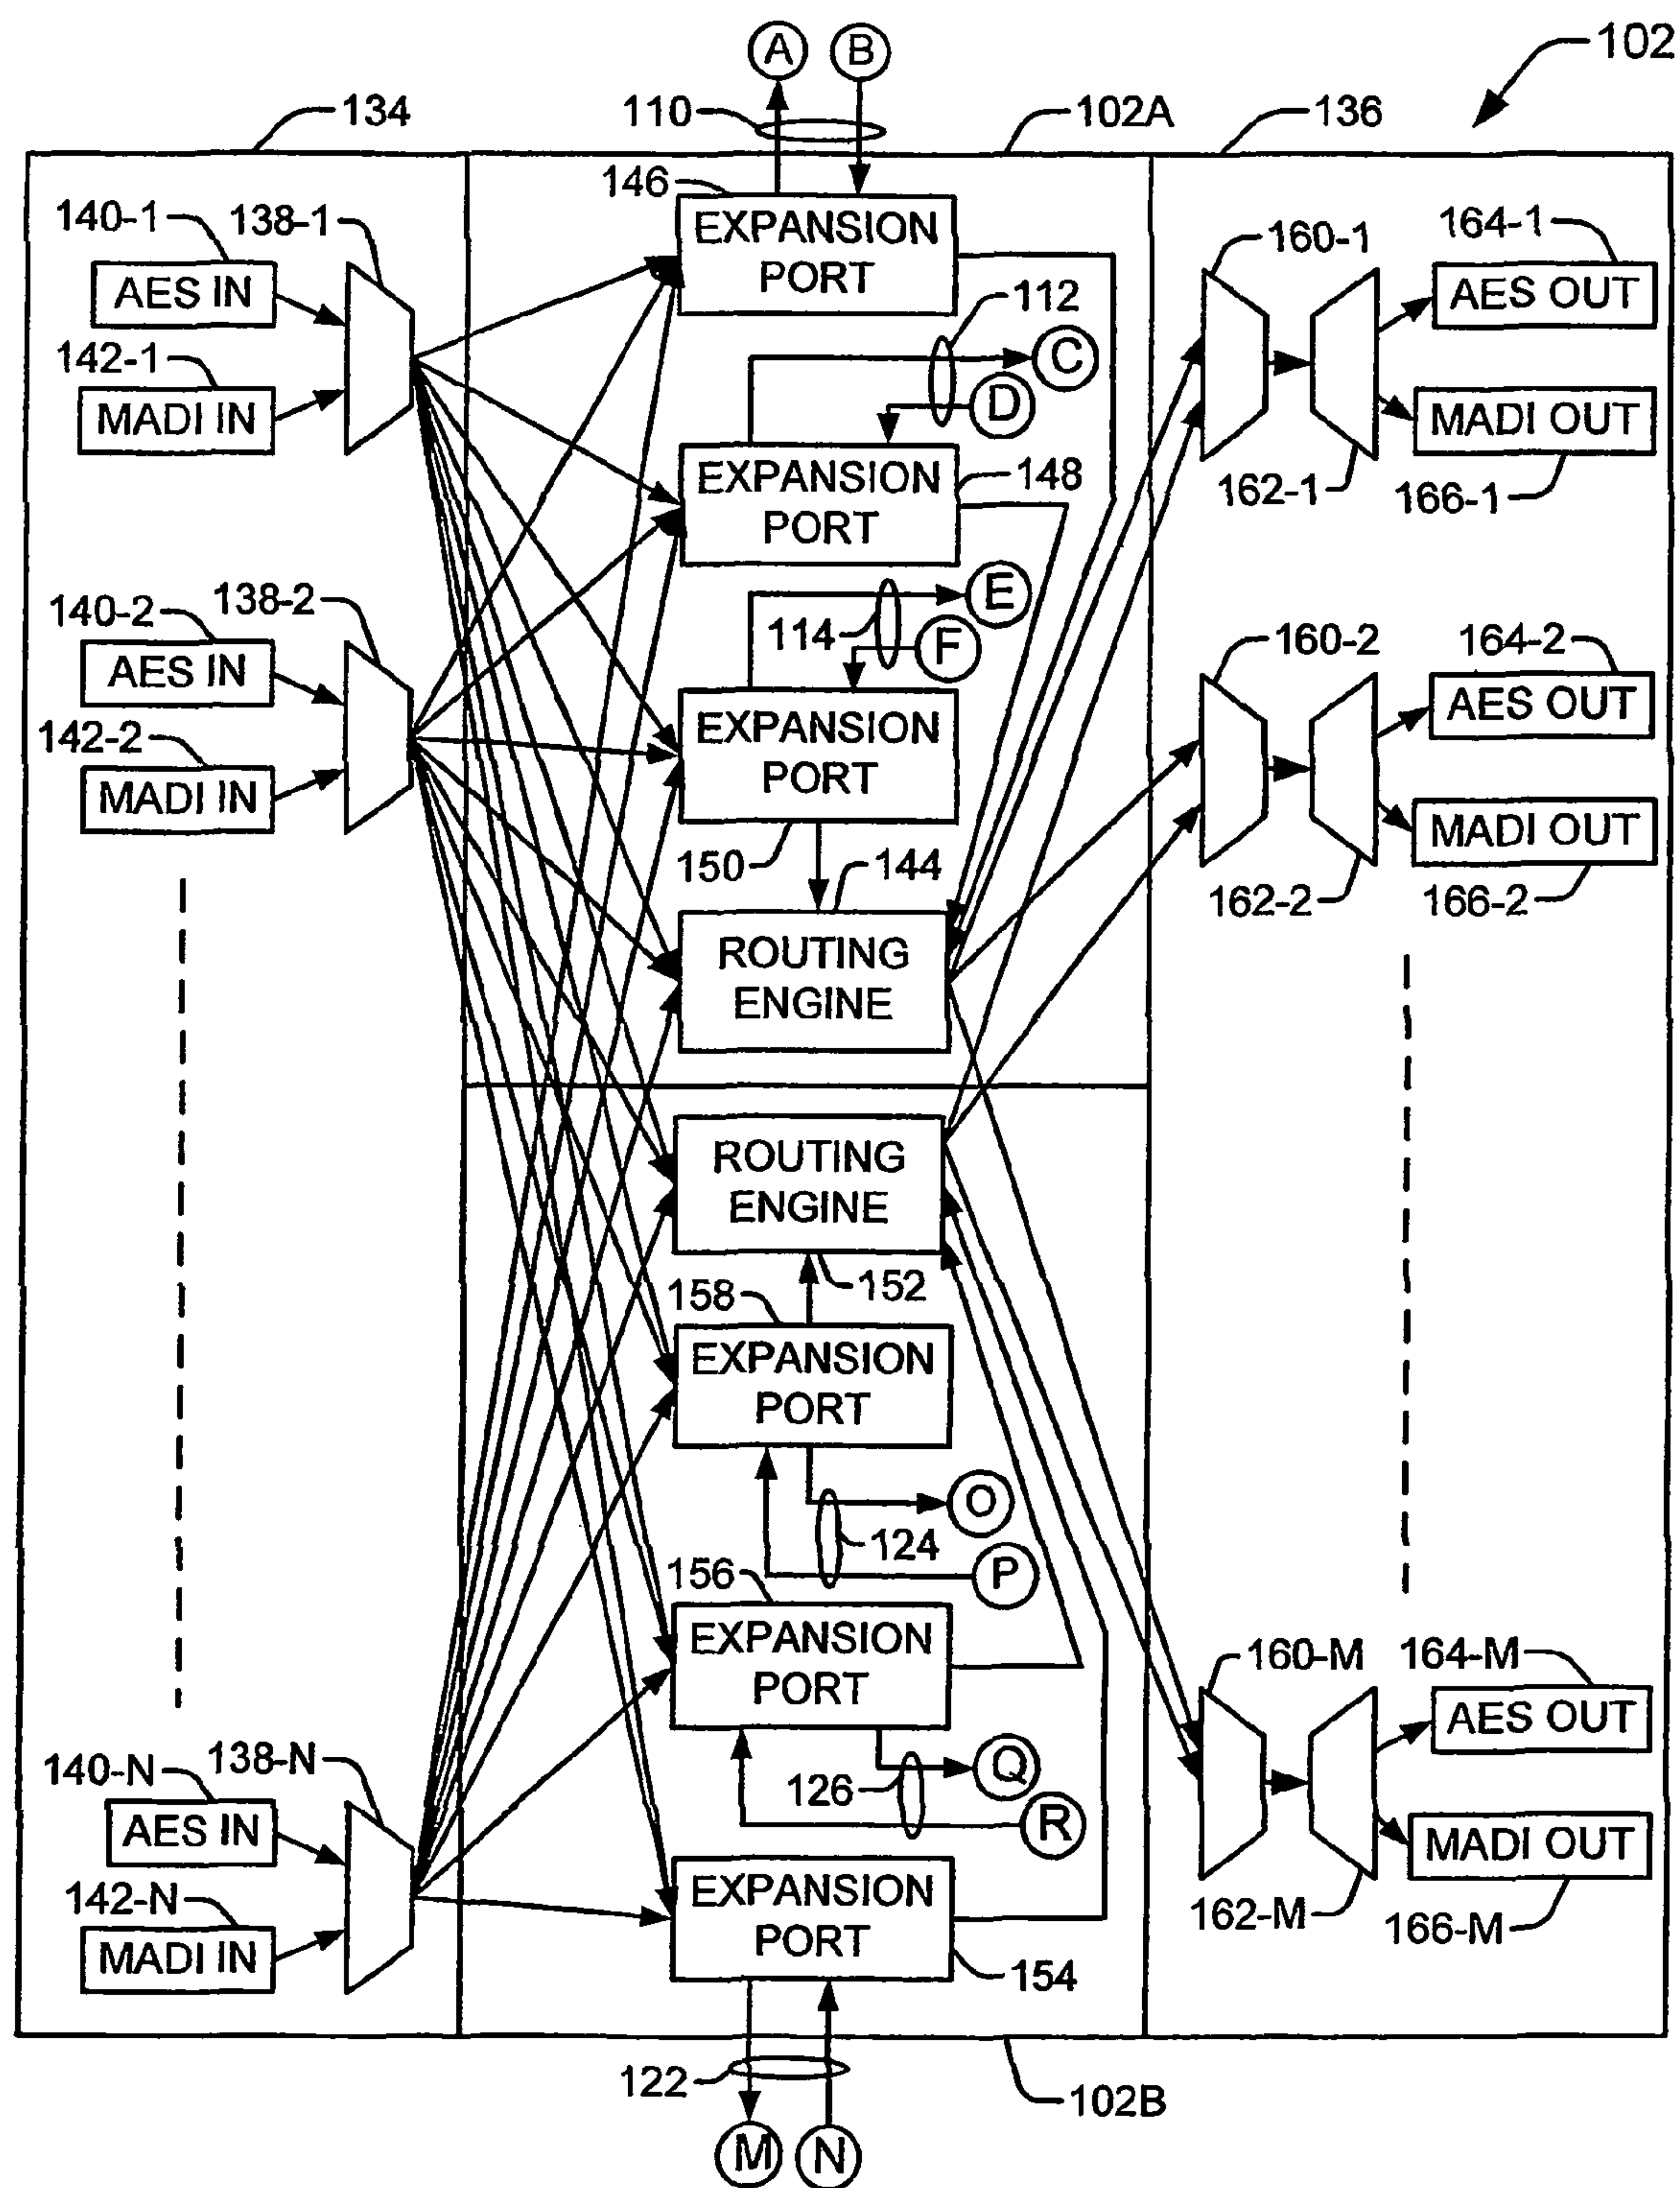 A
B
102
134
110
102A
136
146
EXPANSION
PORT
140-1
138-1
AES IN
142-1
MADI IN
112
C
D
160-1
164-1
AES OUT
MADI OUT
162-1
166-1
EXPANSION
PORT
148
E
114
F
140-2
138-2
AES IN
142-2
MADI IN
EXPANSION
PORT
150
144
160-2
164-2
AES OUT
MADI OUT
162-2
166-2
ROUTING
ENGINE
ROUTING
ENGINE
152
158
EXPANSION
PORT
O
124
P
156
EXPANSION
PORT
Q
126
R
140-N
138-N
AES IN
142-N
MADI IN
EXPANSION
PORT
154
160-M
164-M
AES OUT
MADI OUT
162-M
166-M
122
102B
M
N